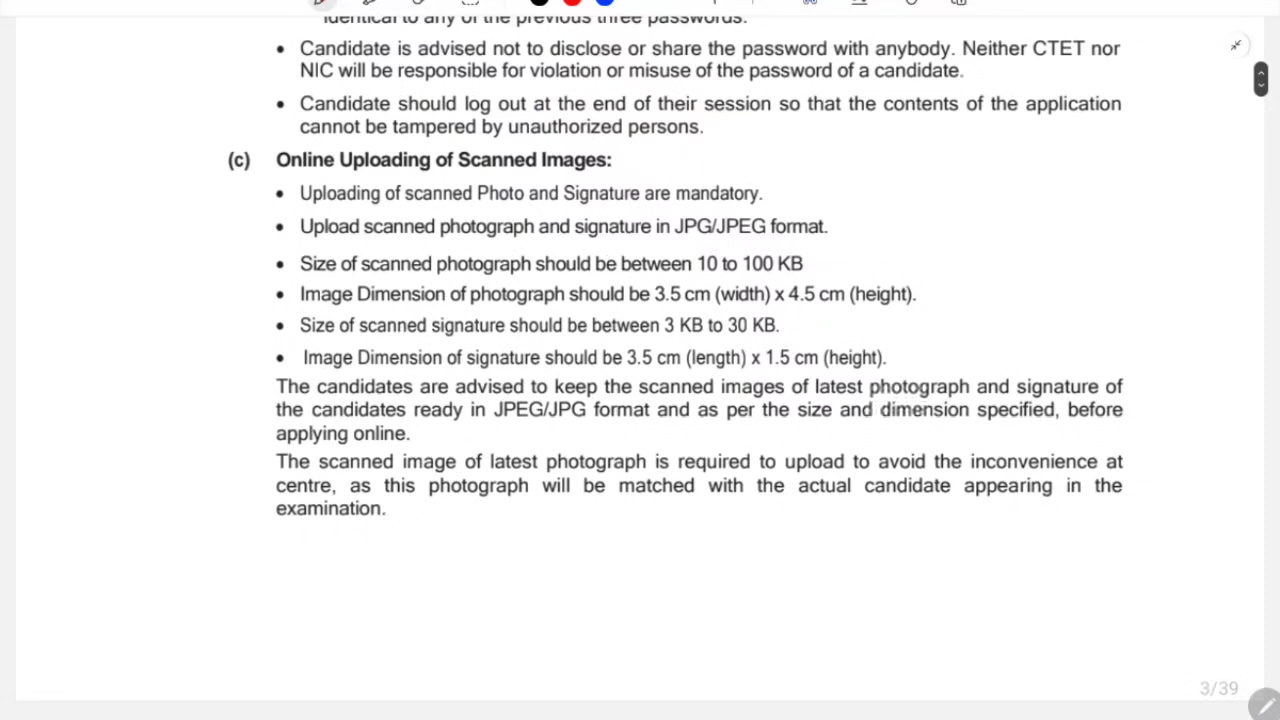 identical to any of the previous three passwords.
• Candidate is advised not to disclose or share the password with anybody. Neither CTET nor
NIC will be responsible for violation or misuse of the password of a candidate.
• Candidate should log out at the end of their session so that the contents of the application
cannot be tampered by unauthorized persons.
(c) Online Uploading of Scanned Images:
• Uploading of scanned Photo and Signature are mandatory.
• Upload scanned photograph and signature in JPG/JPEG format.
• Size of scanned photograph should be between 10 to 100 KB
• Image Dimension of photograph should be 3.5 cm (width) x 4.5 cm (height).
• Size of scanned signature should be between 3 KB to 30 KB.
• Image Dimension of signature should be 3.5 cm (length) x 1.5 cm (height).
The candidates are advised to keep the scanned images of latest photograph and signature of
the candidates ready in JPEG/JPG format and as per the size and dimension specified, before
applying online.
The scanned image of latest photograph is required to upload to avoid the inconvenience at
centre, as this photograph will be matched with the actual candidate appearing in the
examination.
3/39